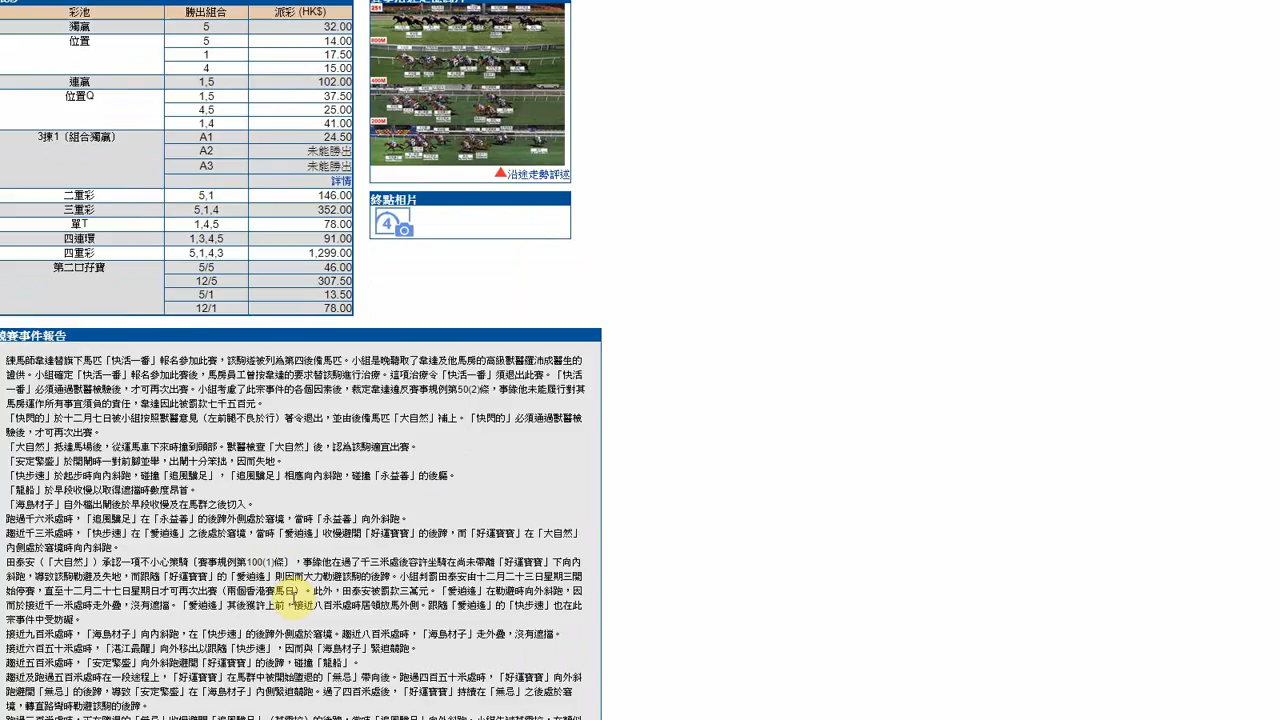 彩池 勝出組合 派彩 (HK$)
獨贏 5 32.00
位置 5 14.00
1 17.50
4 15.00
連贏 1,5 102.00
位置Q 1,5 37.50
4,5 25.00
1,4 41.00
3揀1 (組合獨贏) A1 24.50
A2 未能勝出
A3 未能勝出
詳情
二重彩 5,1 146.00
三重彩 5,1,4 352.00
單T 1,4,5 78.00
四連環 1,3,4,5 91.00
四重彩 5,1,4,3 1,299.00
第二口孖寶 5/5 46.00
12/5 307.50
5/1 13.50
12/1 78.00
800M
400M
200M
沿途走勢評述
終點相片
4
競賽事件報告
練馬師韋達替旗下馬匹「快活一番」報名參加此賽，該駒遂被列為第四後備馬匹。小組是晚聽取了韋達及他馬房的高級獸醫羅沛成醫生的
證供。小組確定「快活一番」報名參加此賽後，馬房員工曾按韋達的要求替該駒進行治療。這項治療令「快活一番」須退出此賽。「快活
一番」必須通過獸醫檢驗後，才可再次出賽。小組考慮了此宗事件的各個因素後，裁定韋達違反賽事規例第50(2)條，事緣他未能履行對其
馬房運作所有事宜須負的責任，韋達因此被罰款七千五百元。
「快閃的」於十二月七日被小組按照獸醫意見（左前腿不良於行）著令退出，並由後備馬匹「大自然」補上。「快閃的」必須通過獸醫檢
驗後，才可再次出賽。
「大自然」抵達馬場後，從運馬車下來時撞到頭部。獸醫檢查「大自然」後，認為該駒適宜出賽。
「安定繁盛」於開閘時一對前腳並舉，出閘十分笨拙，因而失地。
「快步速」於起步時向內斜跑，碰撞「追風驥足」，「追風驥足」相應向內斜跑，碰撞「永益善」的後軀。
「龍船」於早段收慢以取得遮擋時數度昂首。
「海島材子」自外檔出閘後於早段收慢及在馬群之後切入。
跑過千六米處時，「追風驥足」在「永益善」的後蹄外側處於窘境，當時「永益善」向外斜跑。
趨近千三米處時，「快步速」在「愛逍遙」之後處於窘境，當時「愛逍遙」收慢避開「好運寶寶」的後蹄，而「好運寶寶」在「大自然」
內側處於窘境時向內斜跑。
田泰安（「大自然」）承認一項不小心策騎〔賽事規例第100(1)條〕，事緣他在過了千三米處後容許坐騎在尚未帶離「好運寶寶」下向內
斜跑，導致該駒勒避及失地，而跟隨「好運寶寶」的「愛逍遙」則因而大力勒避該駒的後蹄。小組判罰田泰安由十二月二十三日星期三開
始停賽，直至十二月二十七日星期日才可再次出賽（兩個香港賽馬日）。此外，田泰安被罰款三萬元。「愛逍遙」在勒避時向外斜跑，因
而於接近千一米處時走外疊，沒有遮擋。「愛逍遙」其後獲許上前，接近八百米處時居領放馬外側。跟隨「愛逍遙」的「快步速」也在此
宗事件中受妨礙。
接近九百米處時，「海島材子」向內斜跑，在「快步速」的後蹄外側處於窘境。趨近八百米處時，「海島材子」走外疊，沒有遮擋。
接近六百五十米處時，「湛江最醒」向外移出以跟隨「快步速」，因而與「海島材子」緊迫競跑。
趨近五百米處時，「安定繁盛」向外斜跑避開「好運寶寶」的後蹄，碰撞「龍船」。
趨近及跑過五百米處時在一段途程上，「好運寶寶」在馬群中被開始墮退的「無忌」帶向後。跑過四百五十米處時，「好運寶寶」向外斜
跑避開「無忌」的後蹄，導致「安定繁盛」在「海島材子」內側緊迫競跑。過了四百米處後，「好運寶寶」持續在「無忌」之後處於窘
境，轉直路彎時勒避該駒的後蹄。